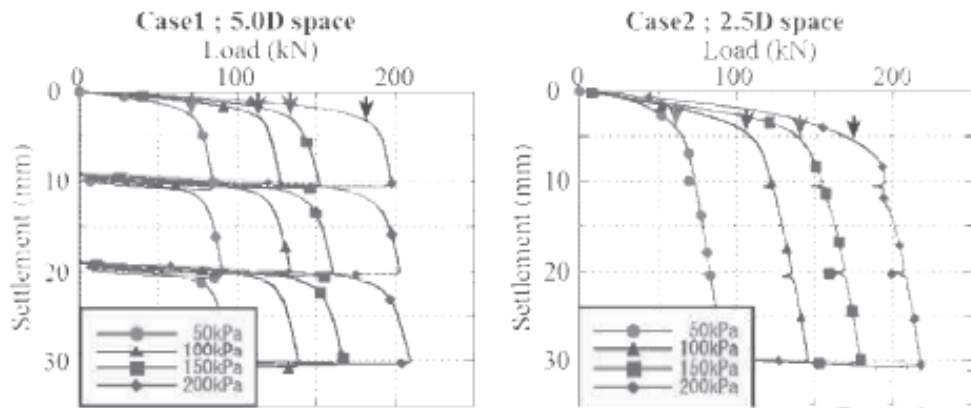 Case1 ; 5.0D space
Load (kN)
0 100 200
0
10
20
30
Settlement (mm)
50kPa
100kPa
150kPa
200kPa
Case2 ; 2.5D space
Load (kN)
0 100 200
0
10
20
30
Settlement (mm)
50kPa
100kPa
150kPa
200kPa